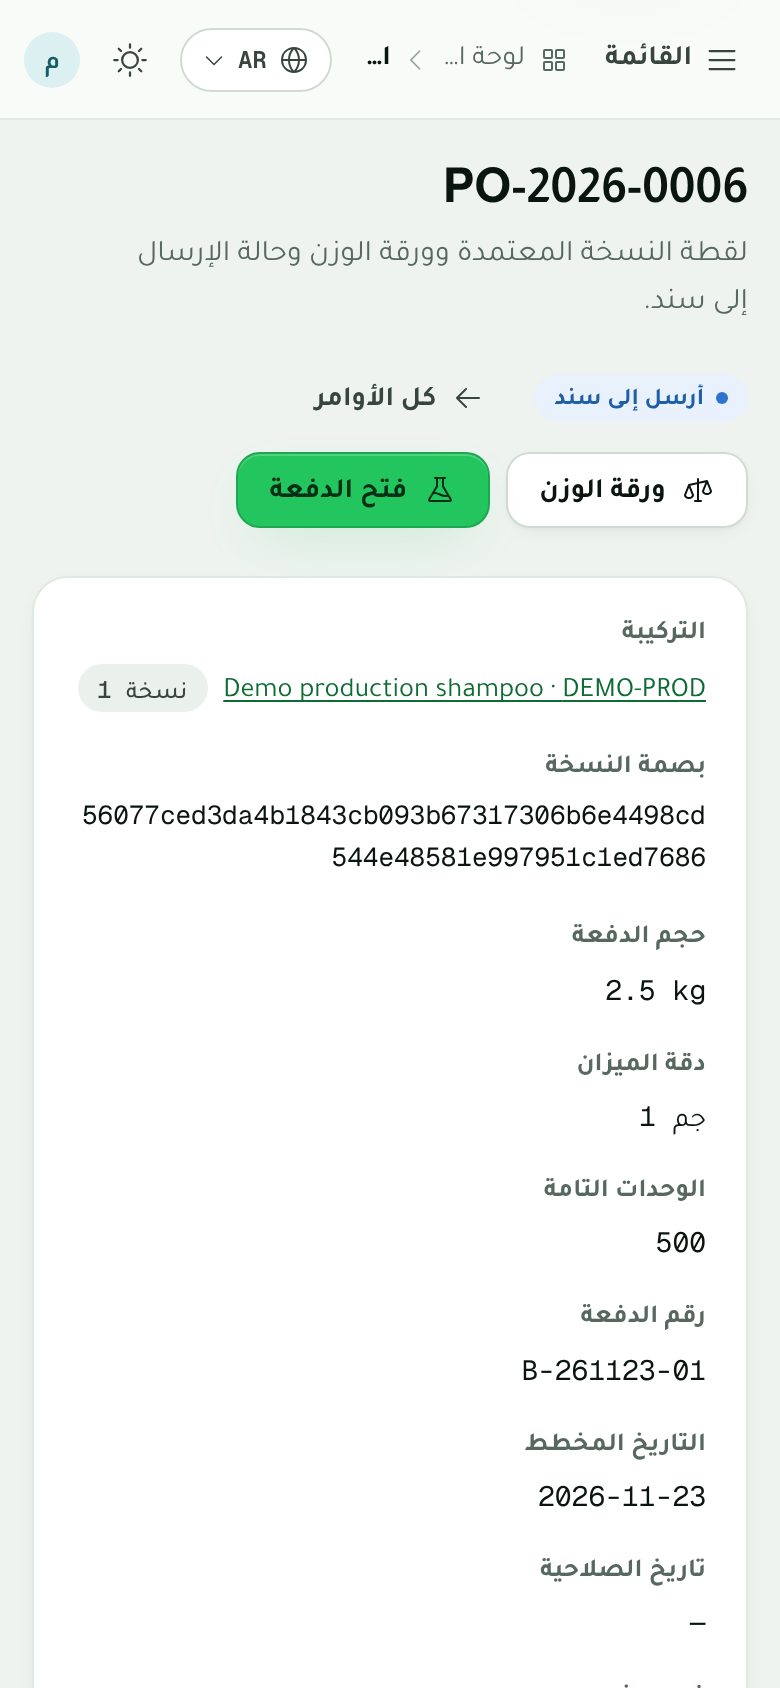 القائمة
لوحة ا...
ا...
AR
م
PO-2026-0006
لقطة النسخة المعتمدة وورقة الوزن وحالة الإرسال
إلى سند.
أرسل إلى سند
كل الأوامر
ورقة الوزن
فتح الدفعة
التركيبة
Demo production shampoo · DEMO-PROD
نسخة 1
بصمة النسخة
56077ced3da4b1843cb093b67317306b6e4498cd
544e48581e997951c1ed7686
حجم الدفعة
2.5 kg
دقة الميزان
1 جم
الوحدات التامة
500
رقم الدفعة
B-261123-01
التاريخ المخطط
2026-11-23
تاريخ الصلاحية
—